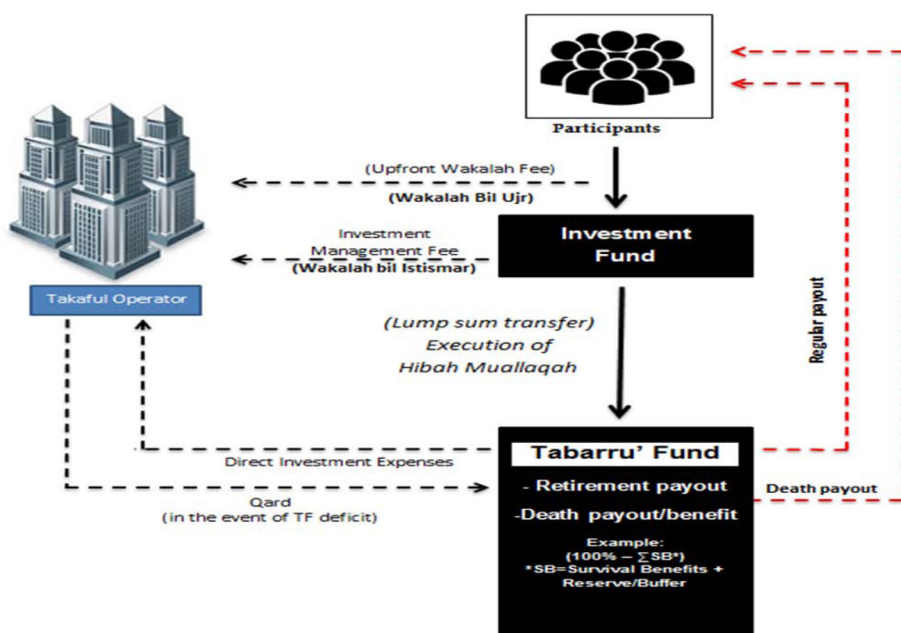 Participants
(Upfront Wakalah Fee)
(Wakalah Bil Ujr)
Investment
Management Fee
(Wakalah bil Istismar)
Investment
Fund
Takaful Operator
(Lump sum transfer)
Execution of
Hibah Muallaqah
Regular payout
Direct Investment Expenses
Qard
(in the event of TF deficit)
Tabarru’ Fund
- Retirement payout
-Death payout/benefit
Example:
(100% – ∑SB*)
*SB=Survival Benefits +
Reserve/Buffer
Death payout